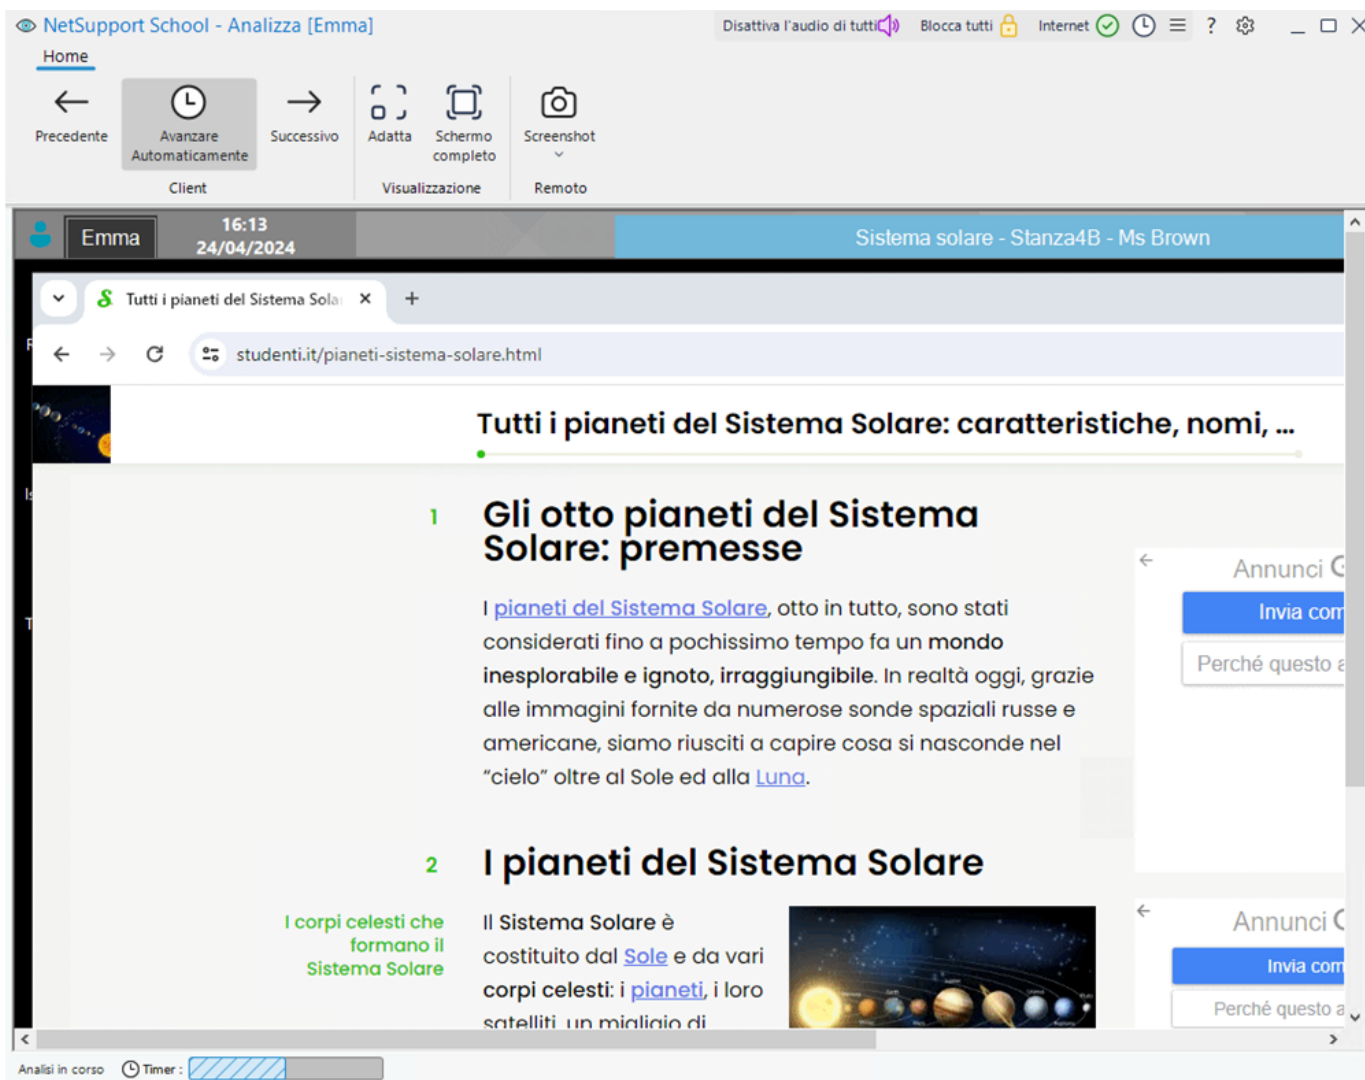 NetSupport School - Analizza [Emma]
Disattiva l'audio di tutti
Blocca tutti
Internet
?
Home
Precedente
Avanzare Automaticamente
Successivo
Adatta
Schermo completo
Screenshot
Client
Visualizzazione
Remoto
Emma
16:13
24/04/2024
Sistema solare - Stanza4B - Ms Brown
Tutti i pianeti del Sistema Sola
studenti.it/pianeti-sistema-solare.html
Tutti i pianeti del Sistema Solare: caratteristiche, nomi, ...
1
Gli otto pianeti del Sistema
Solare: premesse
I pianeti del Sistema Solare, otto in tutto, sono stati
considerati fino a pochissimo tempo fa un mondo
inesplorabile e ignoto, irraggiungibile. In realtà oggi, grazie
alle immagini fornite da numerose sonde spaziali russe e
americane, siamo riusciti a capire cosa si nasconde nel
“cielo” oltre al Sole ed alla Luna.
Annunci G
Invia com
Perché questo a
2
I pianeti del Sistema Solare
I corpi celesti che
formano il
Sistema Solare
Il Sistema Solare è
costituito dal Sole e da vari
corpi celesti: i pianeti, i loro
satelliti, un migliaio di
Annunci G
Invia com
Perché questo a
Analisi in corso
Timer :